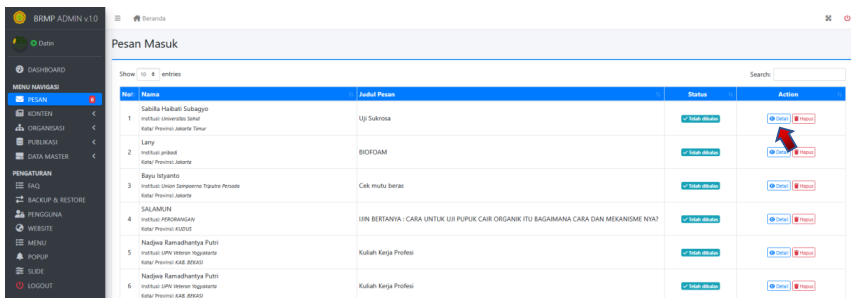 BRMP ADMIN v.1.0
Beranda
Datin
DASHBOARD
MENU NAVIGASI
PESAN
KONTEN
ORGANISASI
PUBLIKASI
DATA MASTER
PENGATURAN
FAQ
BACKUP & RESTORE
PENGGUNA
WEBSITE
MENU
POPUP
SLIDE
LOGOUT
Pesan Masuk
Show 10 entries
Search:
No Nama Judul Pesan Status Action
1 Sabilla Haibati Subagyo
Institusi: Universitas Sahid
Kota/ Provinsi: Jakarta Timur
Uji Sukrosa Telah dibalas Detail Hapus
2 Lany
Institusi: pribadi
Kota/ Provinsi: Jakarta
BIOFOAM Telah dibalas Detail Hapus
3 Bayu Istyanto
Institusi: Union Sampoerna Triputra Persada
Kota/ Provinsi: Jakarta
Cek mutu beras Telah dibalas Detail Hapus
4 SALAMUN
Institusi: PERORANGAN
Kota/ Provinsi: KUDUS
IJIN BERTANYA : CARA UNTUK UJI PUPUK CAIR ORGANIK ITU BAGAIMANA CARA DAN MEKANISME NYA? Telah dibalas Detail Hapus
5 Nadjwa Ramadhantya Putri
Institusi: UPN Veteran Yogyakarta
Kota/ Provinsi: KAB. BEKASI
Kuliah Kerja Profesi Telah dibalas Detail Hapus
6 Nadjwa Ramadhantya Putri
Institusi: UPN Veteran Yogyakarta
Kota/ Provinsi: KAB. BEKASI
Kuliah Kerja Profesi Telah dibalas Detail Hapus